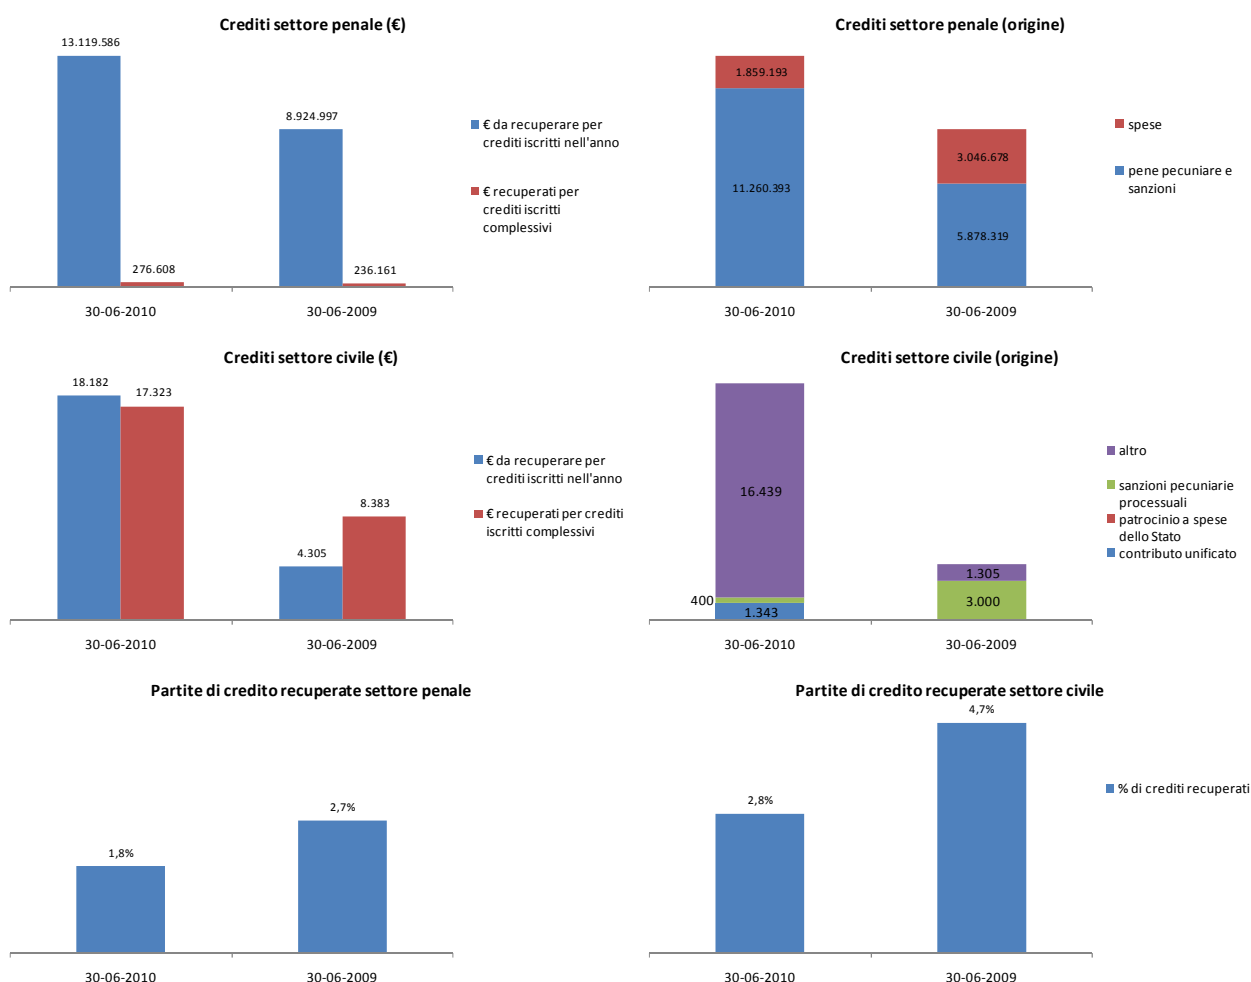 Crediti settore penale (€)
13.119.586
8.924.997
276.608
236.161
30-06-2010
30-06-2009
€ da recuperare per
crediti iscritti nell'anno
€ recuperati per
crediti iscritti
complessivi
Crediti settore penale (origine)
1.859.193
11.260.393
3.046.678
5.878.319
30-06-2010
30-06-2009
spese
pene pecuniare e
sanzioni
Crediti settore civile (€)
18.182
17.323
4.305
8.383
30-06-2010
30-06-2009
€ da recuperare per
crediti iscritti nell'anno
€ recuperati per crediti
iscritti complessivi
Crediti settore civile (origine)
16.439
400
1.343
1.305
3.000
30-06-2010
30-06-2009
altro
sanzioni pecuniarie
processuali
patrocinio a spese
dello Stato
contributo unificato
Partite di credito recuperate settore penale
1,8%
2,7%
30-06-2010
30-06-2009
Partite di credito recuperate settore civile
2,8%
4,7%
30-06-2010
30-06-2009
% di crediti recuperati